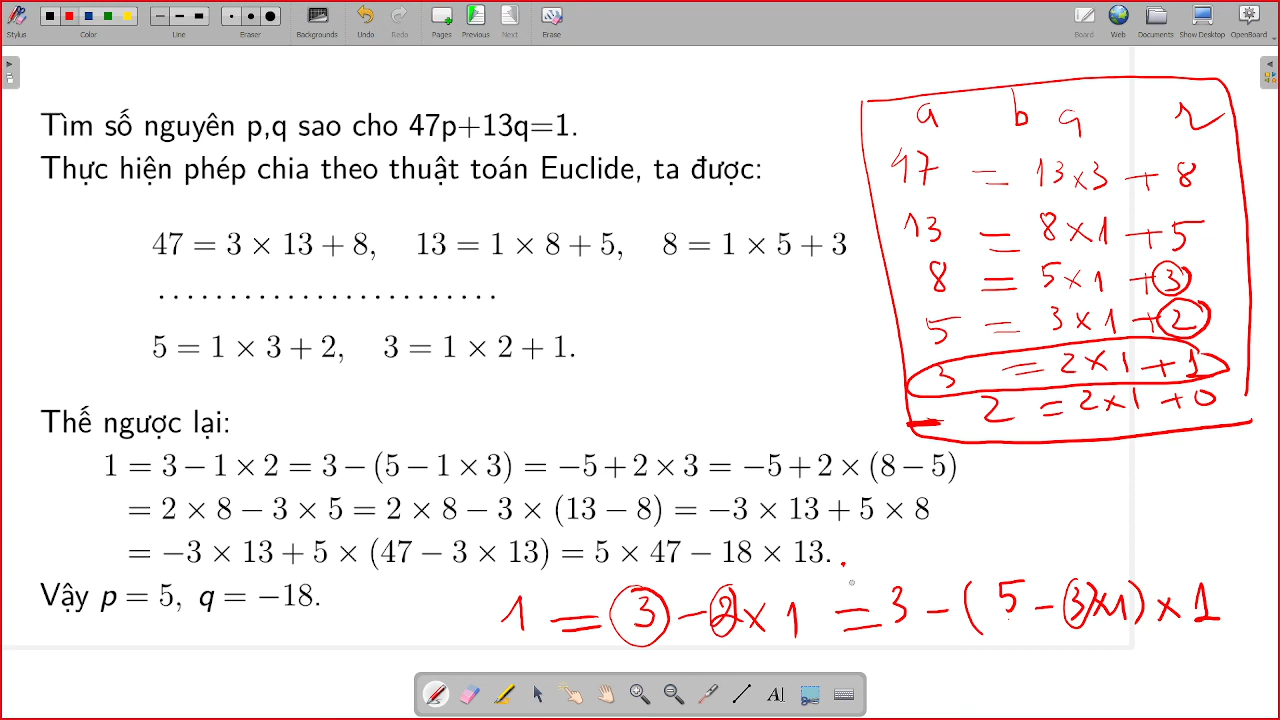 Stylus Color Line Eraser Backgrounds Undo Redo Pages Previous Next Erase Board Web Documents Show Desktop OpenBoard
Tìm số nguyên p,q sao cho 47p+13q=1.
Thực hiện phép chia theo thuật toán Euclide, ta được:
47 = 3 × 13 + 8, 13 = 1 × 8 + 5, 8 = 1 × 5 + 3
........................
5 = 1 × 3 + 2, 3 = 1 × 2 + 1.
Thế ngược lại:
1 = 3 − 1 × 2 = 3 − (5 − 1 × 3) = −5 + 2 × 3 = −5 + 2 × (8 − 5)
= 2 × 8 − 3 × 5 = 2 × 8 − 3 × (13 − 8) = −3 × 13 + 5 × 8
= −3 × 13 + 5 × (47 − 3 × 13) = 5 × 47 − 18 × 13.
Vậy p = 5, q = −18.
a b q r
47 = 13 × 3 + 8
13 = 8 × 1 + 5
8 = 5 × 1 + 3
5 = 3 × 1 + 2
3 = 2 × 1 + 1
2 = 2 × 1 + 0
1 = 3 − 2 × 1 = 3 − (5 − 3 × 1) × 1